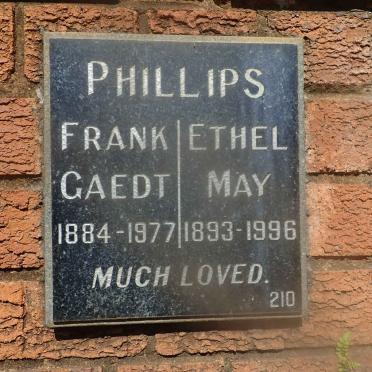 PHILLIPS
FRANK ETHEL
GAEDT MAY
1884-1977 1893-1996
MUCH LOVED.
210